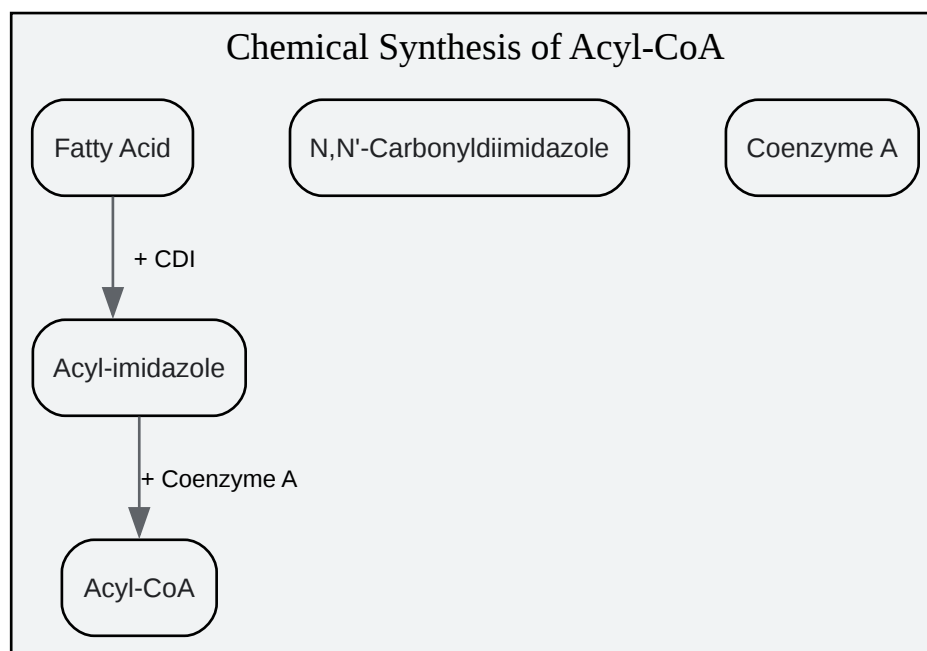 Chemical Synthesis of Acyl-CoA
Fatty Acid
N,N'-Carbonyldiimidazole
Coenzyme A
+ CDI
Acyl-imidazole
+ Coenzyme A
Acyl-CoA